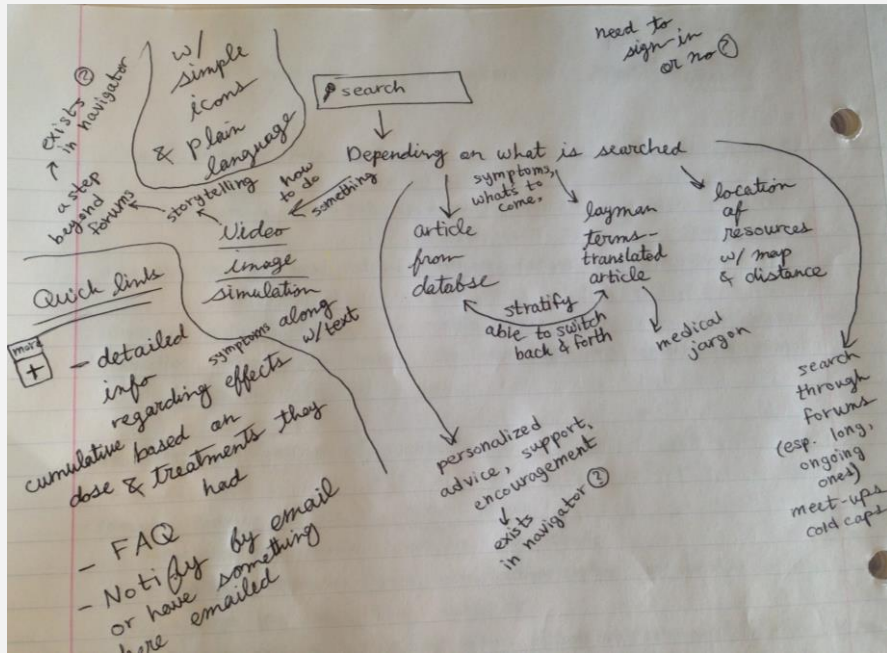 w/
simple
icons
& plain
language
need to
sign-in
or no?
search
Depending on what is searched
exists?
in navigator
a step
beyond
forums
storytelling
how
to do
something
Video
image
simulation
along
w/text
article
from
databse
symptoms,
whats to
come.
laymen
terms-
translated
article
location
of
resources
w/ map
& distance
stratify
able to switch
back & forth
medical
jargon
search
through
forums
(esp. long,
ongoing
ones)
meet-ups
cold caps
personalized
advice, support,
encouragement
exists
in navigator?
Quick links
more
+
- detailed
info symptoms
regarding effects
cumulative based on
dose & treatments they
had
- FAQ
- Notify by email
or have something
here emailed